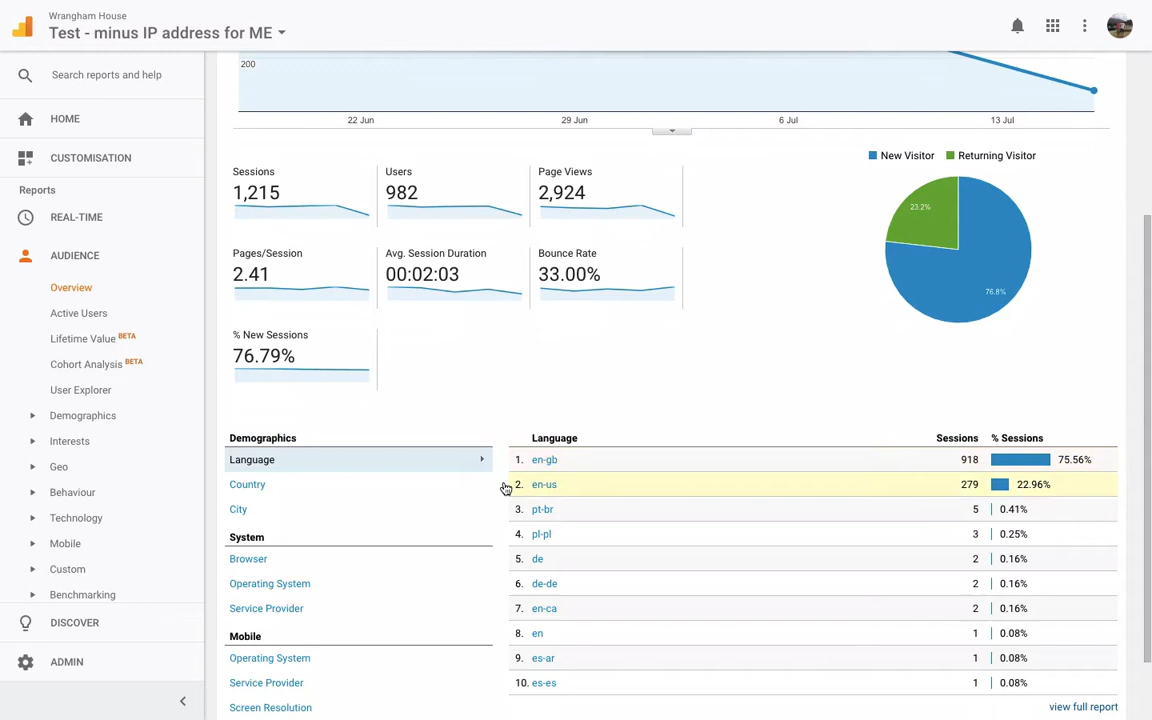 Wrangham House
Test - minus IP address for ME
Search reports and help
HOME
CUSTOMISATION
Reports
REAL-TIME
AUDIENCE
Overview
Active Users
Lifetime Value BETA
Cohort Analysis BETA
User Explorer
Demographics
Interests
Geo
Behaviour
Technology
Mobile
Custom
Benchmarking
DISCOVER
ADMIN
200
22 Jun 29 Jun 6 Jul 13 Jul
New Visitor Returning Visitor
23.2%
76.8%
Sessions
1,215
Users
982
Page Views
2,924
Pages/Session
2.41
Avg. Session Duration
00:02:03
Bounce Rate
33.00%
% New Sessions
76.79%
Demographics
Language
Country
City
System
Browser
Operating System
Service Provider
Mobile
Operating System
Service Provider
Screen Resolution
Language Sessions % Sessions
1. en-gb 918 75.56%
2. en-us 279 22.96%
3. pt-br 5 0.41%
4. pl-pl 3 0.25%
5. de 2 0.16%
6. de-de 2 0.16%
7. en-ca 2 0.16%
8. en 1 0.08%
9. es-ar 1 0.08%
10. es-es 1 0.08%
view full report